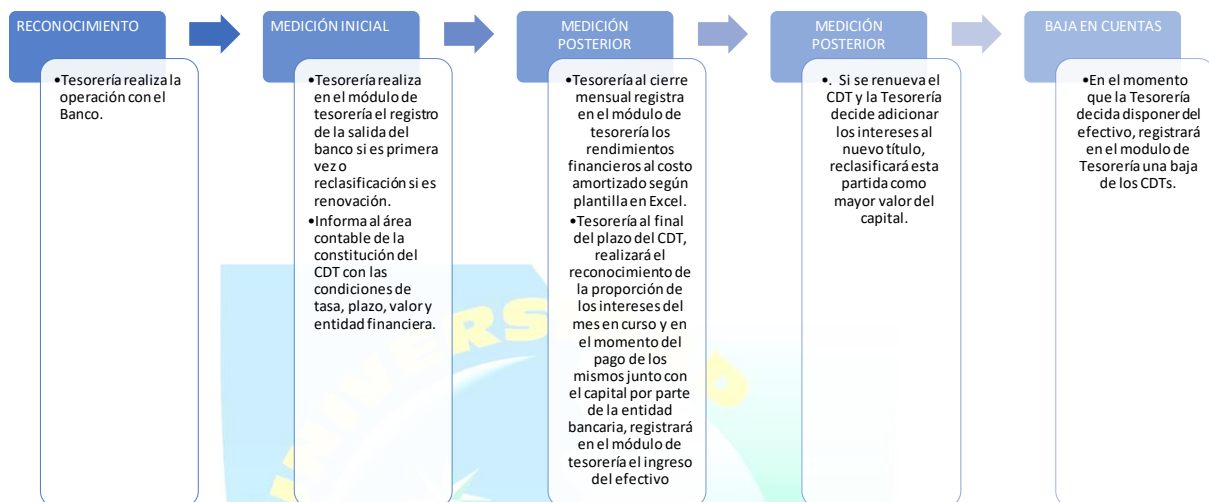 RECONOCIMIENTO
•Tesorería realiza la
operación con el
Banco.
MEDICIÓN INICIAL
•Tesorería realiza
en el módulo de
tesorería el registro
de la salida del
banco si es primera
vez o
reclasificación si es
renovación.
•Informa al área
contable de la
constitución del
CDT con las
condiciones de
tasa, plazo, valor y
entidad financiera.
MEDICIÓN
POSTERIOR
•Tesorería al cierre
mensual registra
en el módulo de
tesorería los
rendimientos
financieros al costo
amortizado según
plantilla en Excel.
•Tesorería al final
del plazo del CDT,
realizará el
reconocimiento de
la proporción de
los intereses del
mes en curso y en
el momento del
pago de los
mismos junto con
el capital por parte
de la entidad
bancaria, registrará
en el módulo de
tesorería el ingreso
del efectivo
MEDICIÓN
POSTERIOR
•. Si se renueva el
CDT y la Tesorería
decide adicionar
los intereses al
nuevo título,
reclasificará esta
partida como
mayor valor del
capital.
BAJA EN CUENTAS
•En el momento
que la Tesorería
decida disponer del
efectivo, registrará
en el modulo de
Tesorería una baja
de los CDTs.